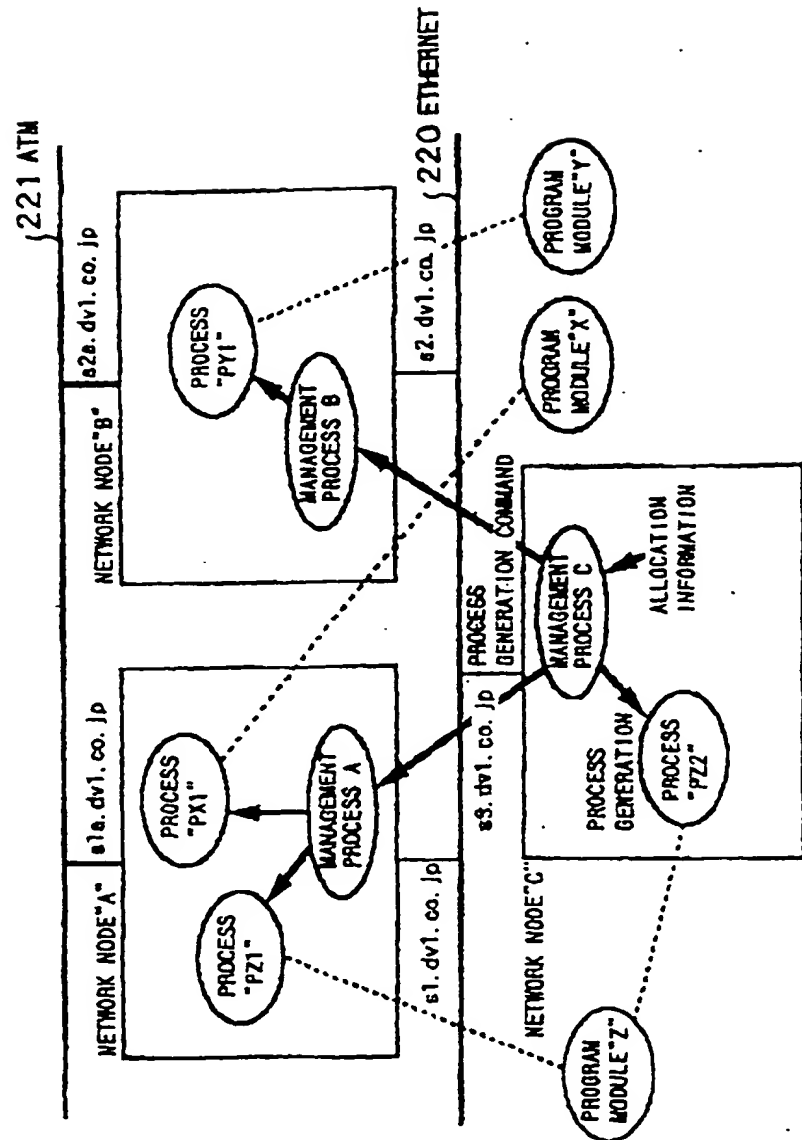 221 ATM
NETWORK NODE"A"
s1a.dv1.co.jp
NETWORK NODE"B"
s2a.dv1.co.jp
PROCESS
"PZ1"
PROCESS
"PX1"
MANAGEMENT
PROCESS A
PROCESS
"PY1"
MANAGEMENT
PROCESS B
s1.dv1.co.jp
s2.dv1.co.jp
220 ETHERNET
s3.dv1.co.jp
PROCESS
GENERATION COMMAND
NETWORK NODE"C"
MANAGEMENT
PROCESS C
PROCESS
GENERATION
PROCESS
"PZ2"
ALLOCATION
INFORMATION
PROGRAM
MODULE"Z"
PROGRAM
MODULE"X"
PROGRAM
MODULE"Y"